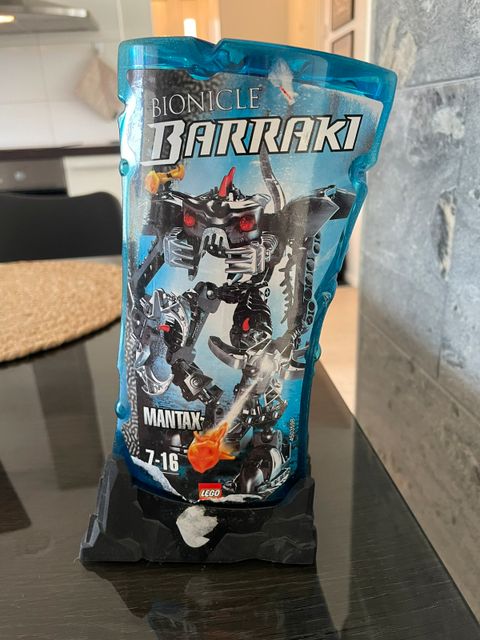 BIONICLE
BARRAKI
MANTAX
7-16
LEGO